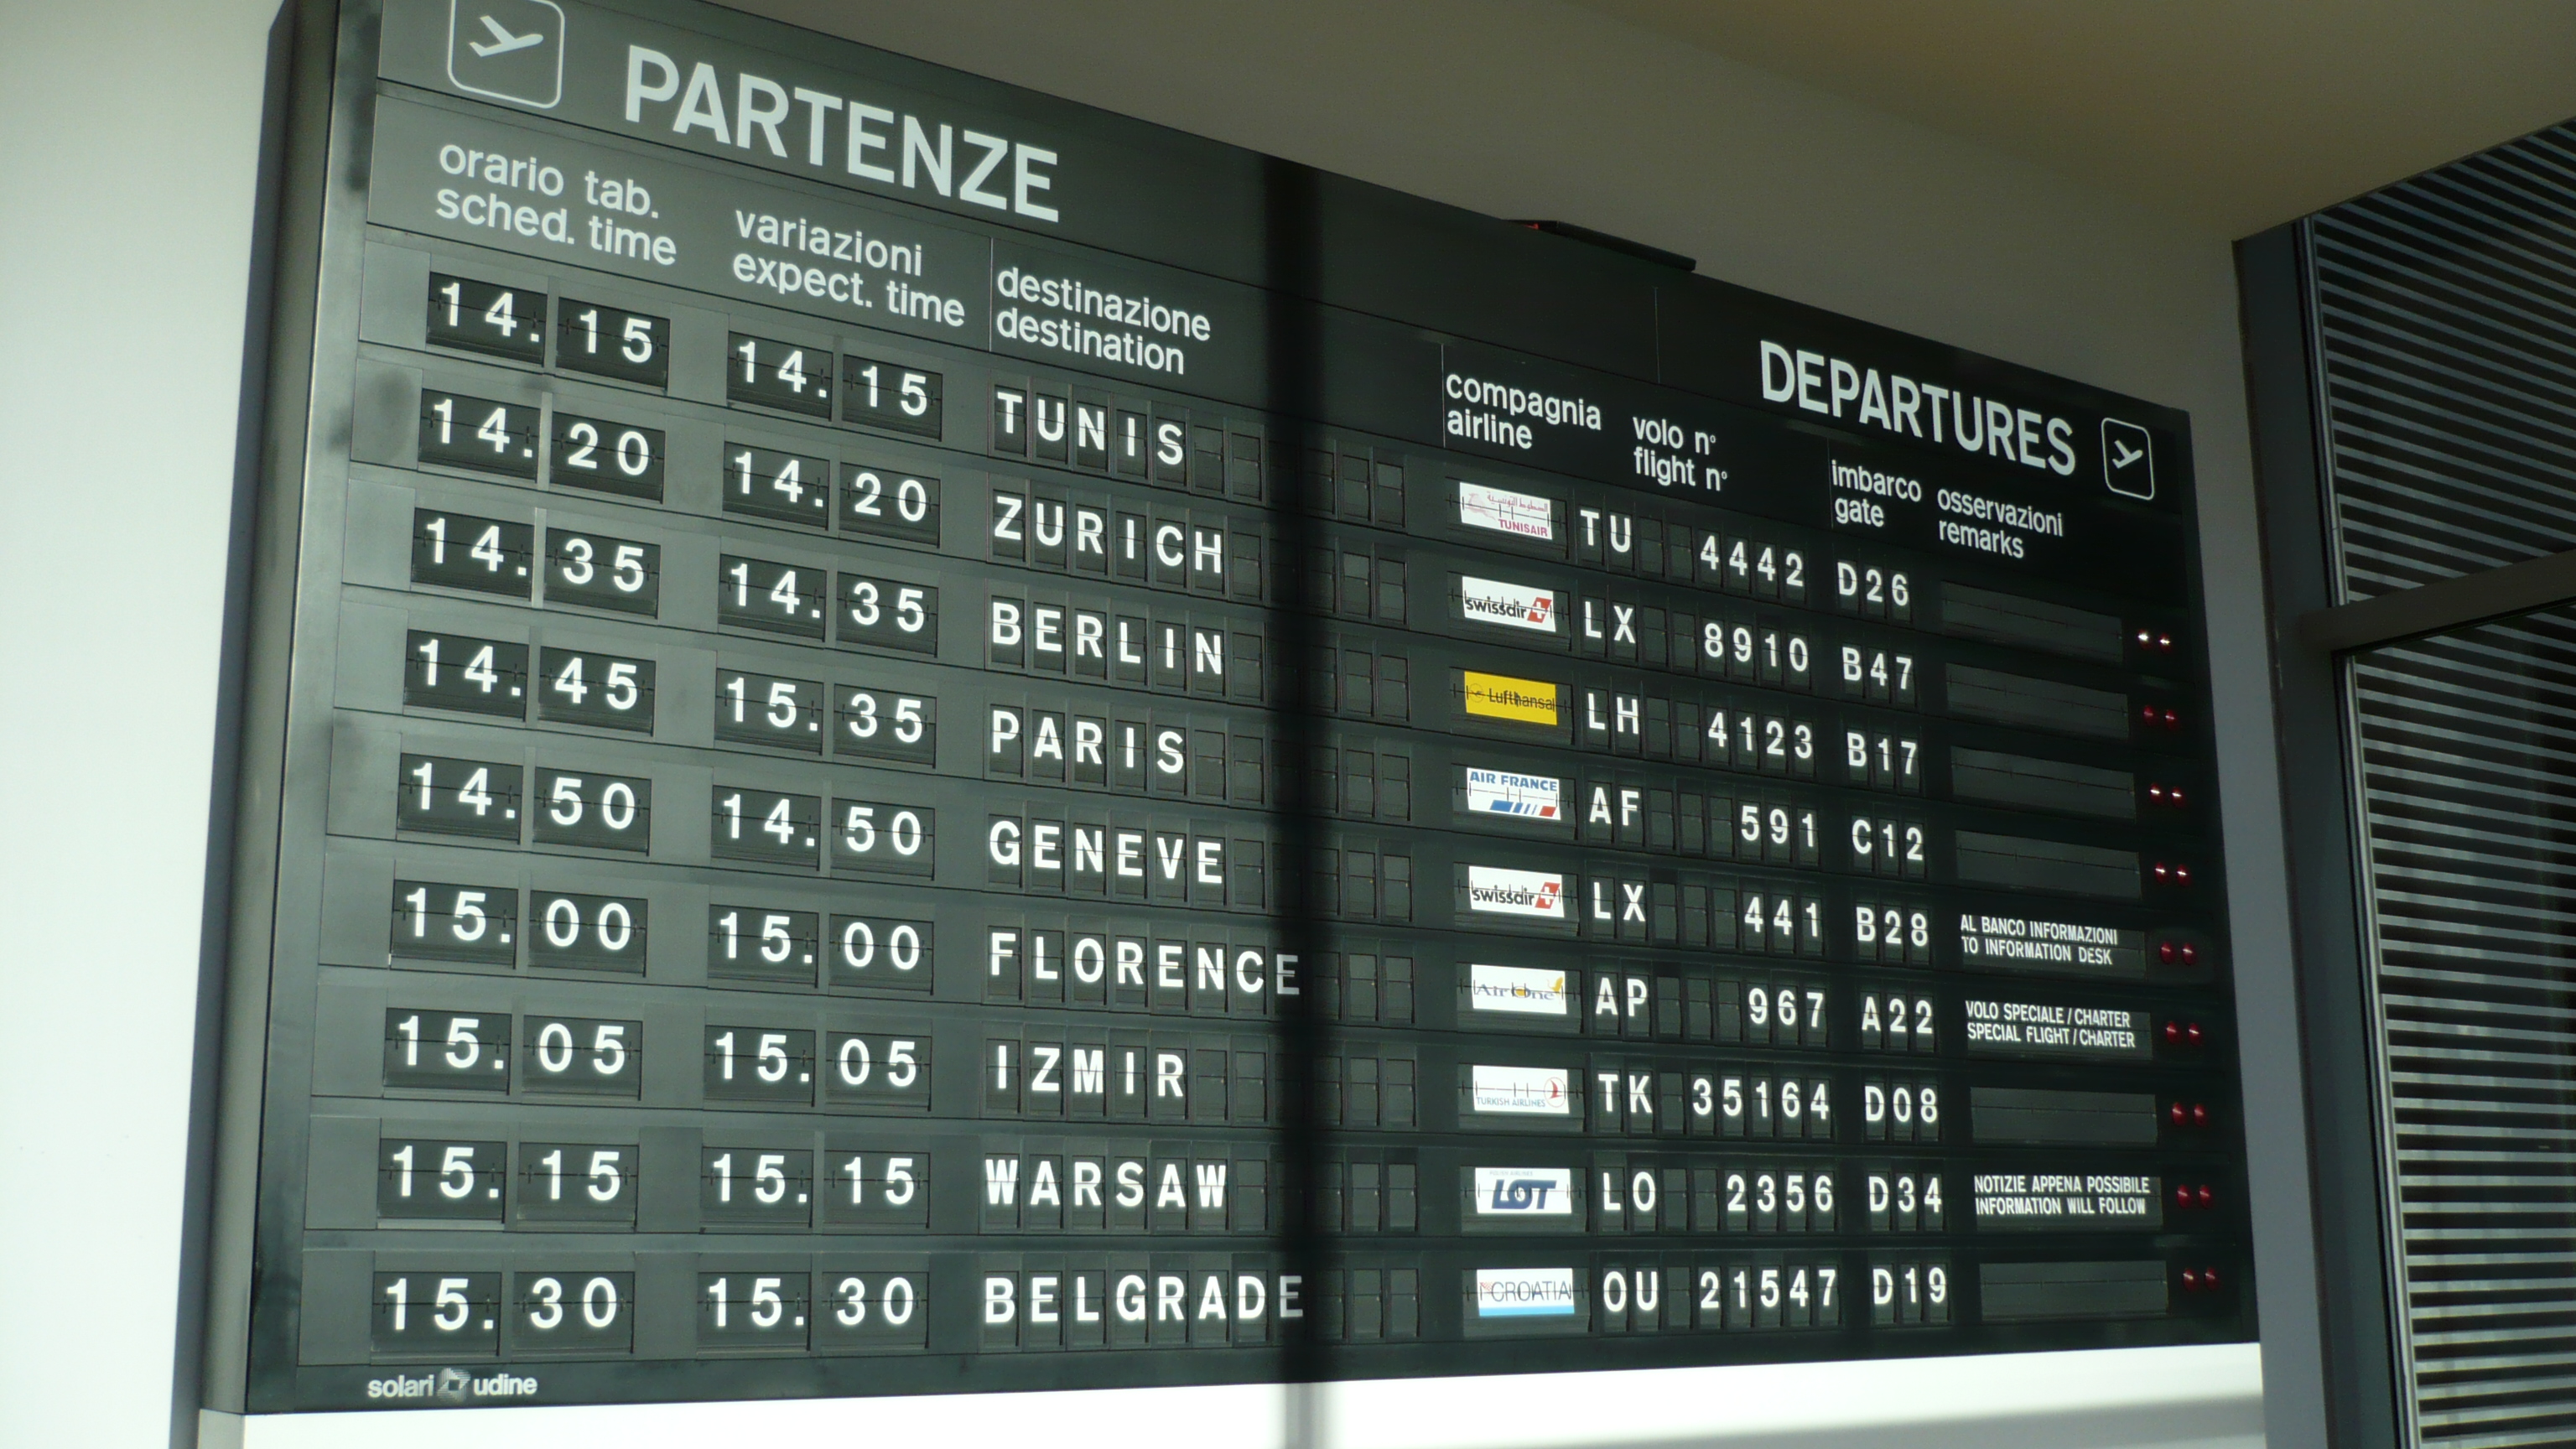 PARTENZE
DEPARTURES
orario tab.
sched. time
variazioni
expect. time
destinazione
destination
compagnia
airline
volo n°
flight n°
imbarco
gate
osservazioni
remarks
14.15 14.15 TUNIS TUNISAIR TU 4442 D26
14.20 14.20 ZURICH swissair LX 8910 B47
14.35 14.35 BERLIN Lufthansa LH 4123 B17
14.45 15.35 PARIS AIR FRANCE AF 591 C12
14.50 14.50 GENEVE swissair LX 441 B28 AL BANCO INFORMAZIONI
TO INFORMATION DESK
15.00 15.00 FLORENCE Air One AP 967 A22 VOLO SPECIALE / CHARTER
SPECIAL FLIGHT / CHARTER
15.05 15.05 IZMIR TURKISH AIRLINES TK 35164 D08
15.15 15.15 WARSAW LOT LO 2356 D34 NOTIZIE APPENA POSSIBILE
INFORMATION WILL FOLLOW
15.30 15.30 BELGRADE CROATIA OU 21547 D19
solari udine